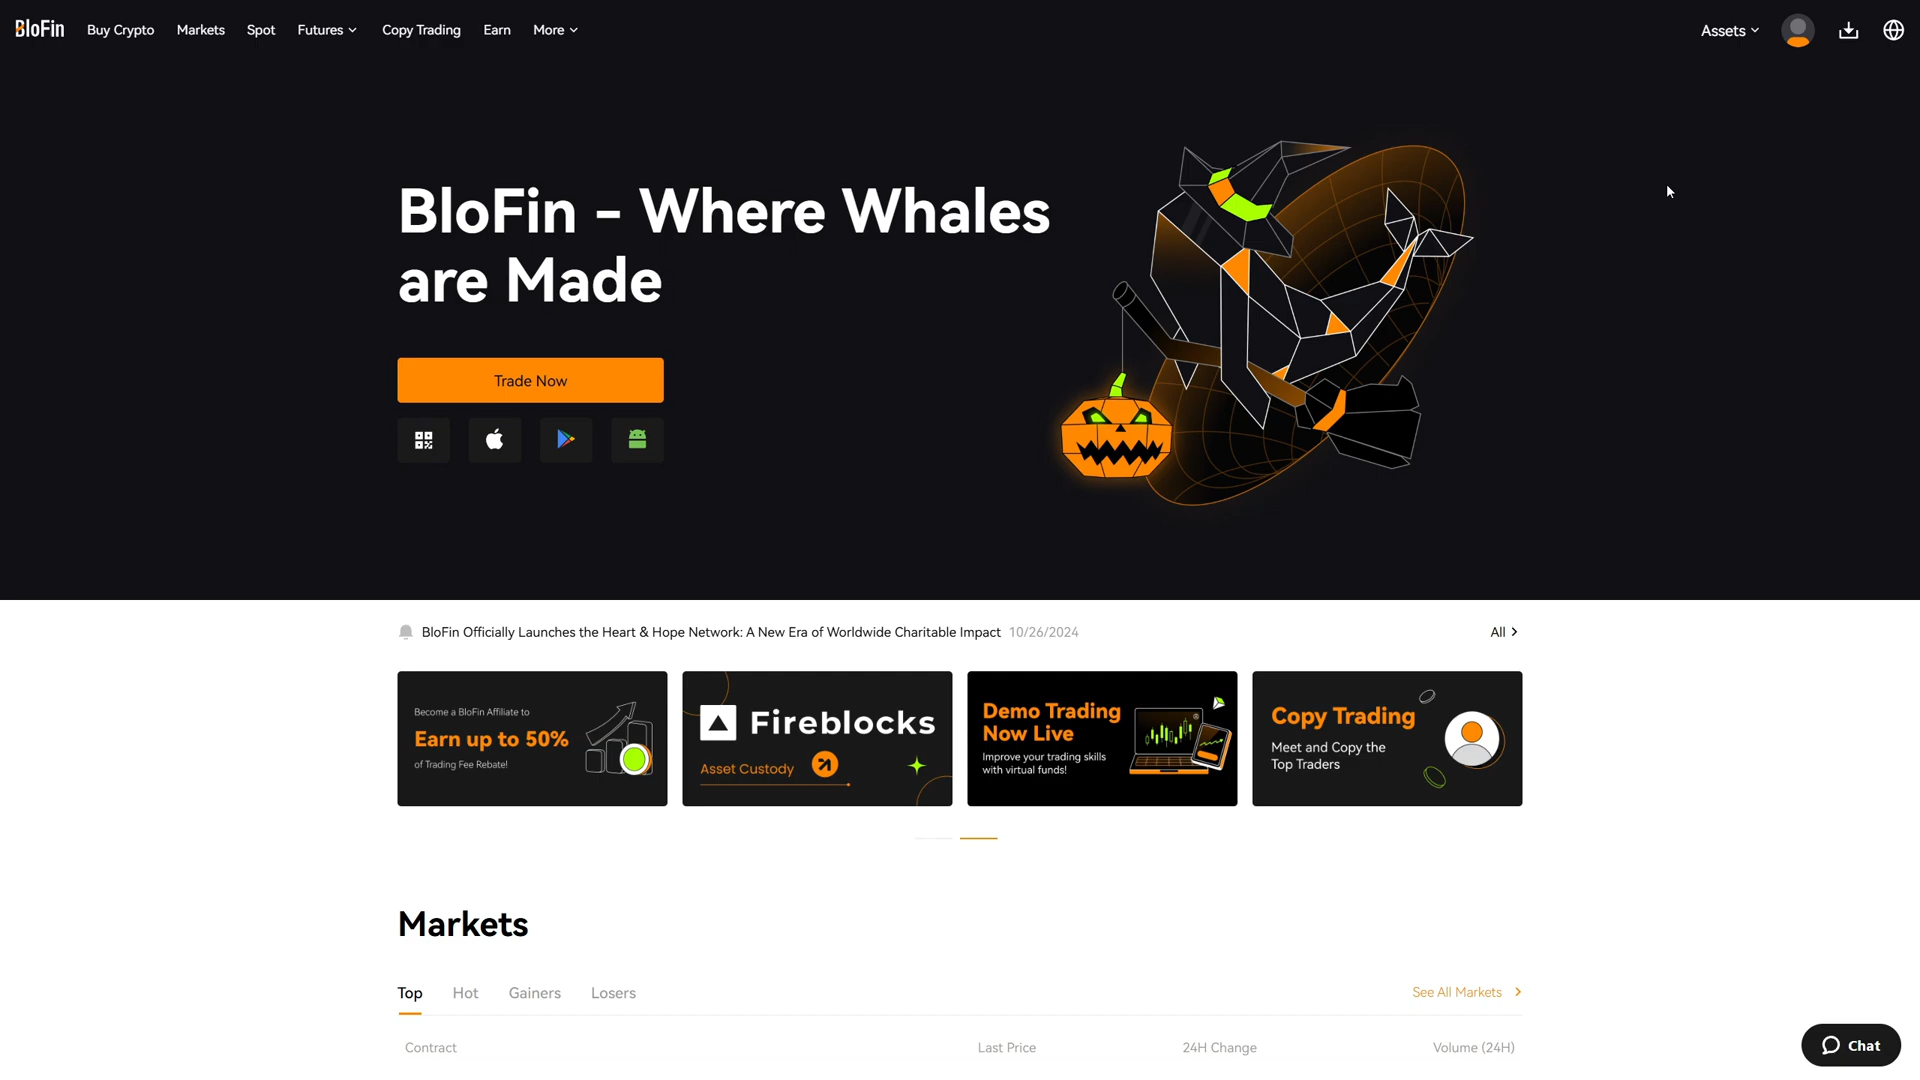 BloFin
Buy Crypto
Markets
Spot
Futures
Copy Trading
Earn
More
Assets
BloFin - Where Whales
are Made
Trade Now
BloFin Officially Launches the Heart & Hope Network: A New Era of Worldwide Charitable Impact 10/26/2024
All
Become a BloFin Affiliate to
Earn up to 50%
of Trading Fee Rebate!
Fireblocks
Asset Custody
Demo Trading
Now Live
Improve your trading skills
with virtual funds!
Copy Trading
Meet and Copy the
Top Traders
Markets
Top
Hot
Gainers
Losers
See All Markets
Contract
Last Price
24H Change
Volume (24H)
Chat